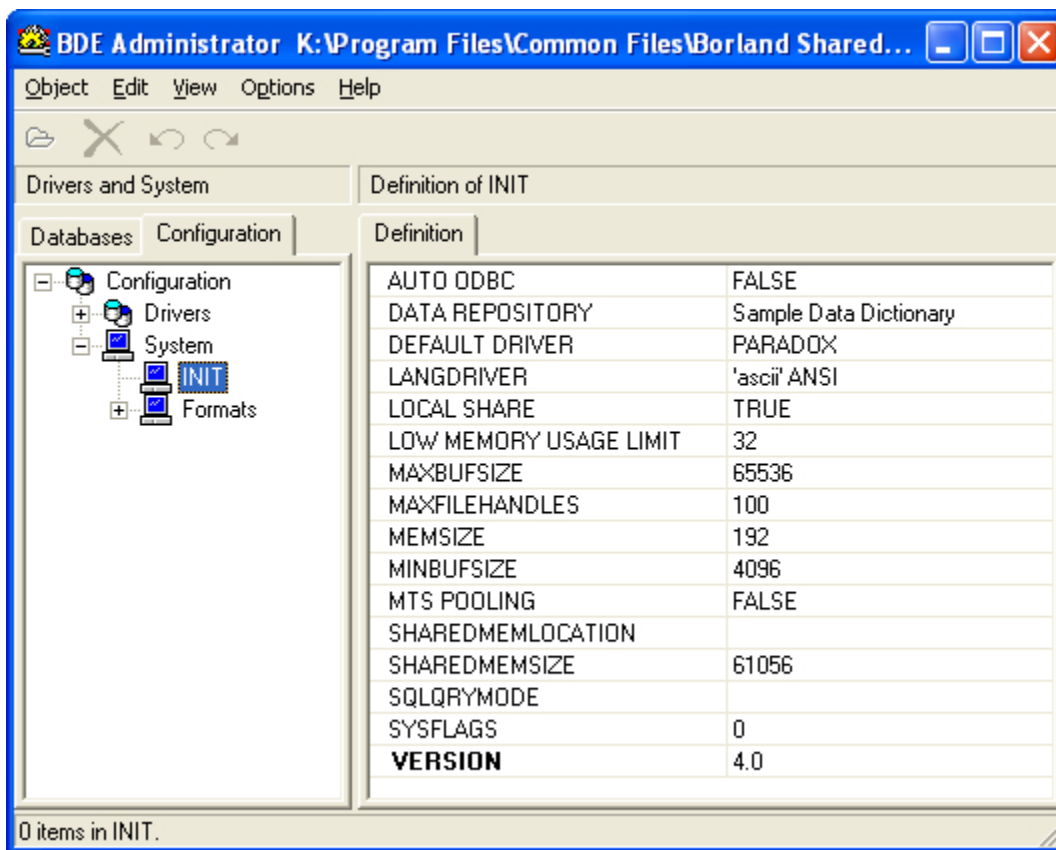 BDE Administrator K:\Program Files\Common Files\Borland Shared...
Object Edit View Options Help
Drivers and System Definition of INIT
Databases Configuration Definition
Configuration
Drivers
System
INIT
Formats
AUTO ODBC FALSE
DATA REPOSITORY Sample Data Dictionary
DEFAULT DRIVER PARADOX
LANGDRIVER 'ascii' ANSI
LOCAL SHARE TRUE
LOW MEMORY USAGE LIMIT 32
MAXBUFSIZE 65536
MAXFILEHANDLES 100
MEMSIZE 192
MINBUFSIZE 4096
MTS POOLING FALSE
SHAREDMEMLOCATION
SHAREDMEMSIZE 61056
SQLQRYMODE
SYSFLAGS 0
VERSION 4.0
0 items in INIT.